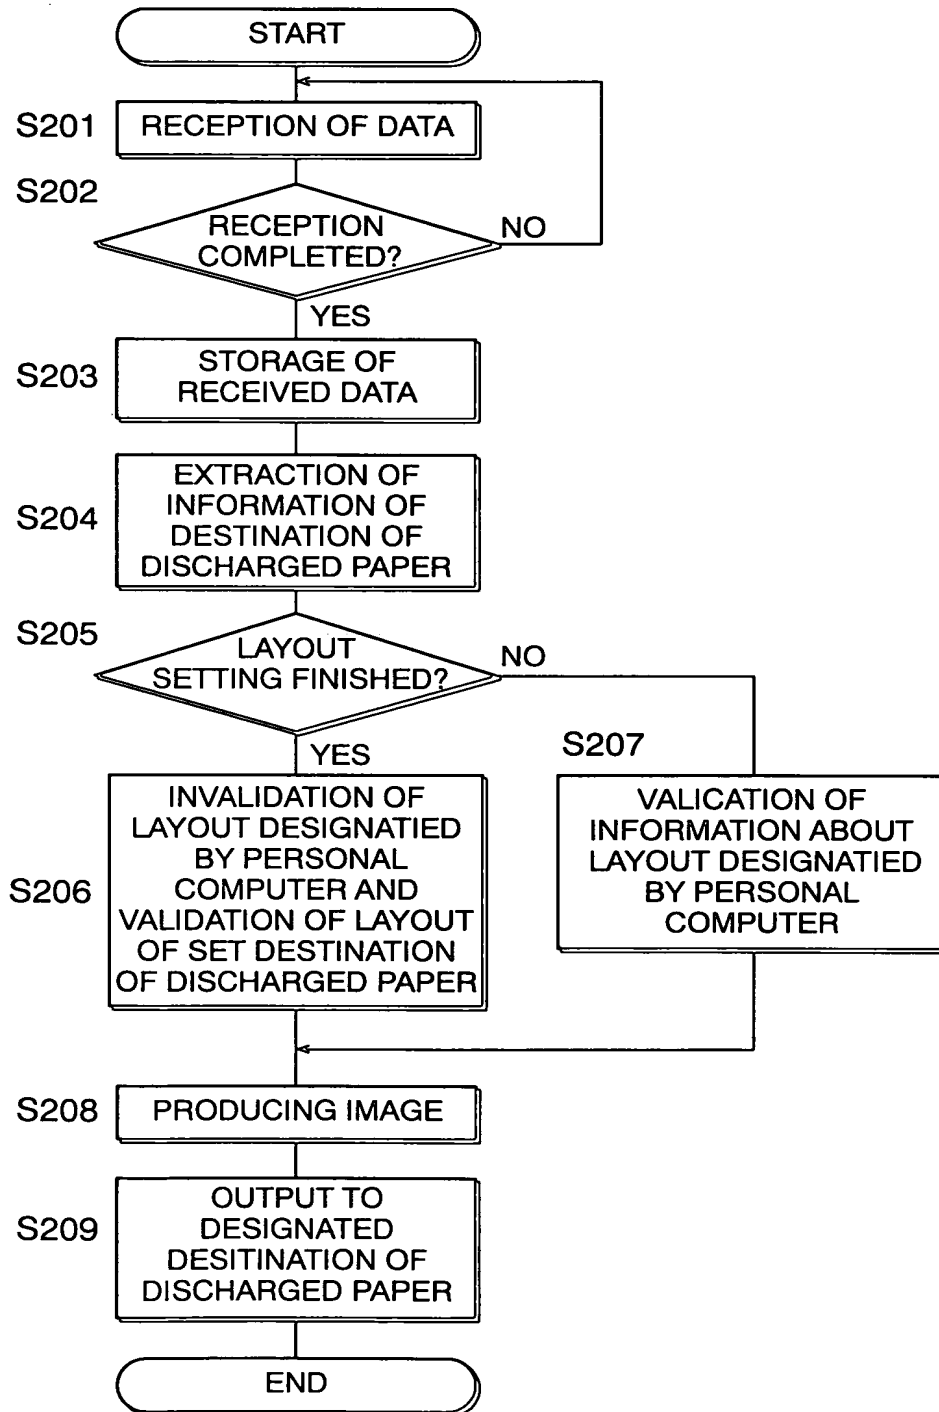 START
S201
RECEPTION OF DATA
S202
RECEPTION
COMPLETED?
NO
YES
S203
STORAGE OF
RECEIVED DATA
S204
EXTRACTION OF
INFORMATION OF
DESTINATION OF
DISCHARGED PAPER
S205
LAYOUT
SETTING FINISHED?
NO
YES
S206
INVALIDATION OF
LAYOUT DESIGNATIED
BY PERSONAL
COMPUTER AND
VALIDATION OF LAYOUT
OF SET DESTINATION
OF DISCHARGED PAPER
S207
VALICATION OF
INFORMATION ABOUT
LAYOUT DESIGNATIED
BY PERSONAL
COMPUTER
S208
PRODUCING IMAGE
S209
OUTPUT TO
DESIGNATED
DESITINATION OF
DISCHARGED PAPER
END